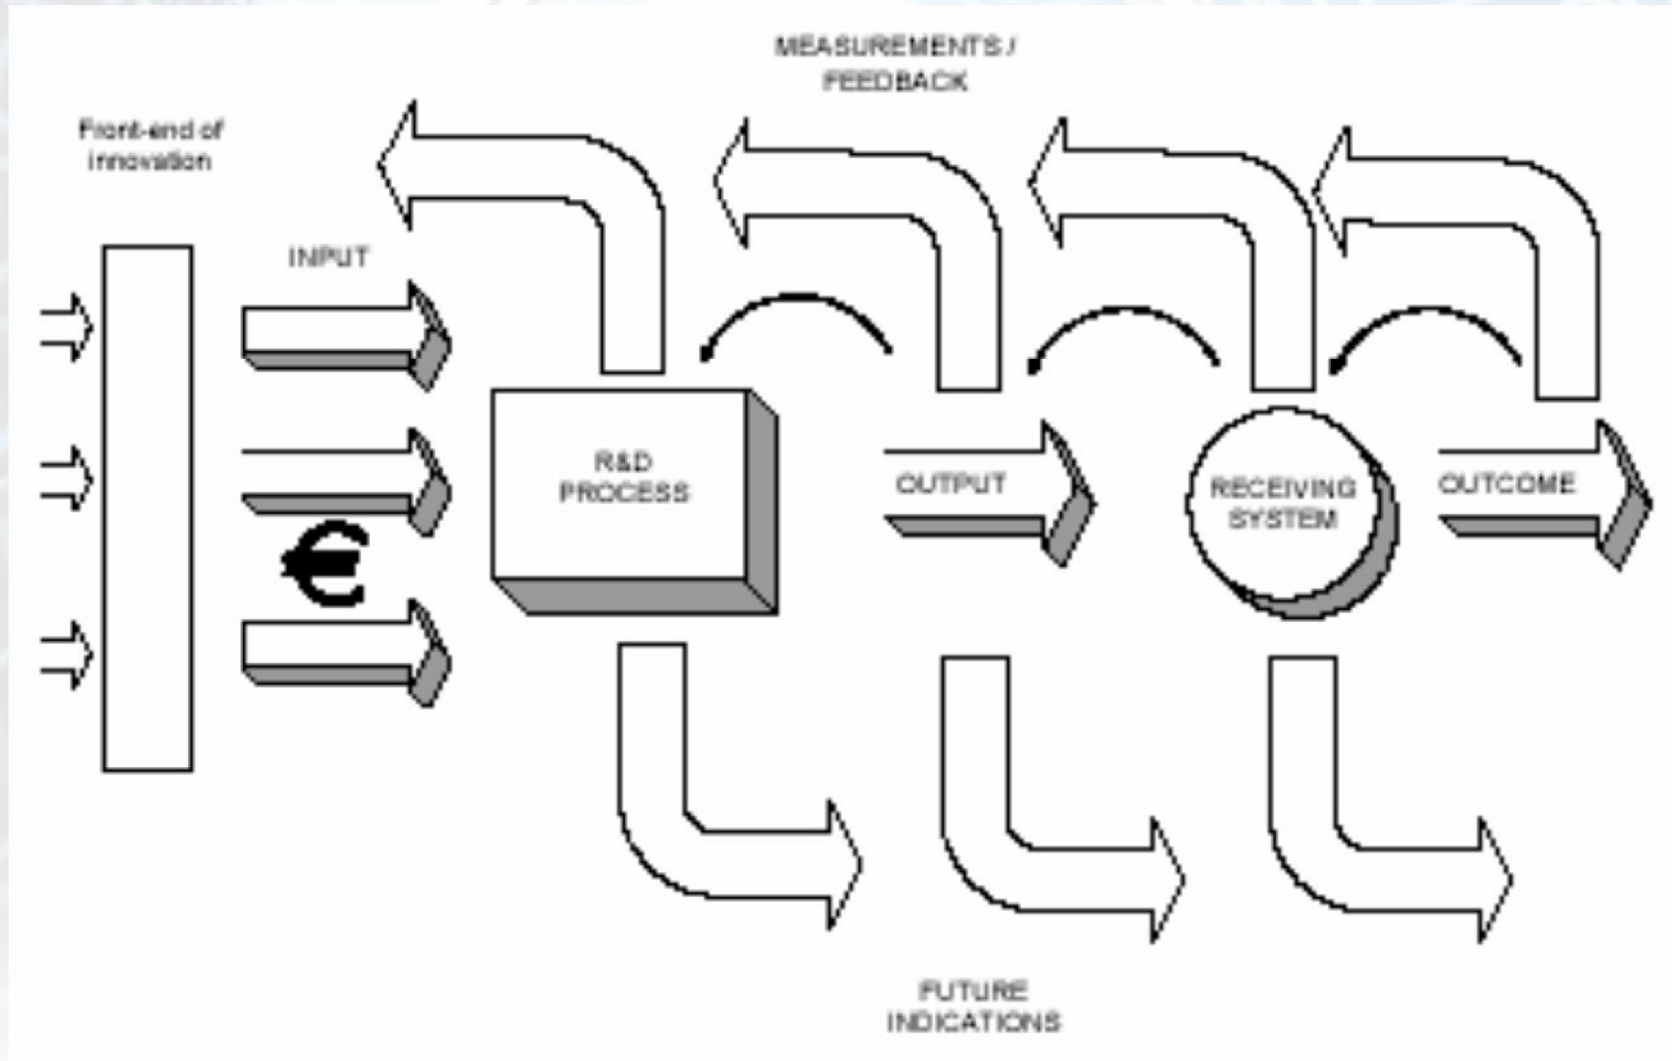 MEASUREMENTS /
FEEDBACK
Front-end of
innovation
INPUT
€
R&D
PROCESS
OUTPUT
RECEIVING
SYSTEM
OUTCOME
FUTURE
INDICATIONS